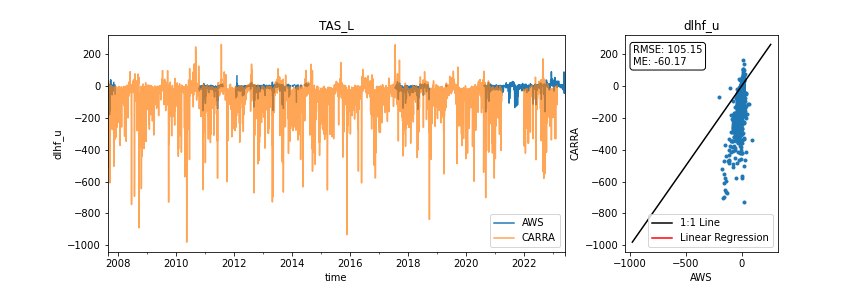 TAS_L
dlhf_u
200
0
−200
−400
−600
−800
−1000
dlhf_u
2008
2010
2012
2014
2016
2018
2020
2022
time
AWS
CARRA
dlhf_u
RMSE: 105.15
ME: -60.17
200
0
−200
−400
−600
−800
−1000
CARRA
−1000
−500
0
AWS
1:1 Line
Linear Regression